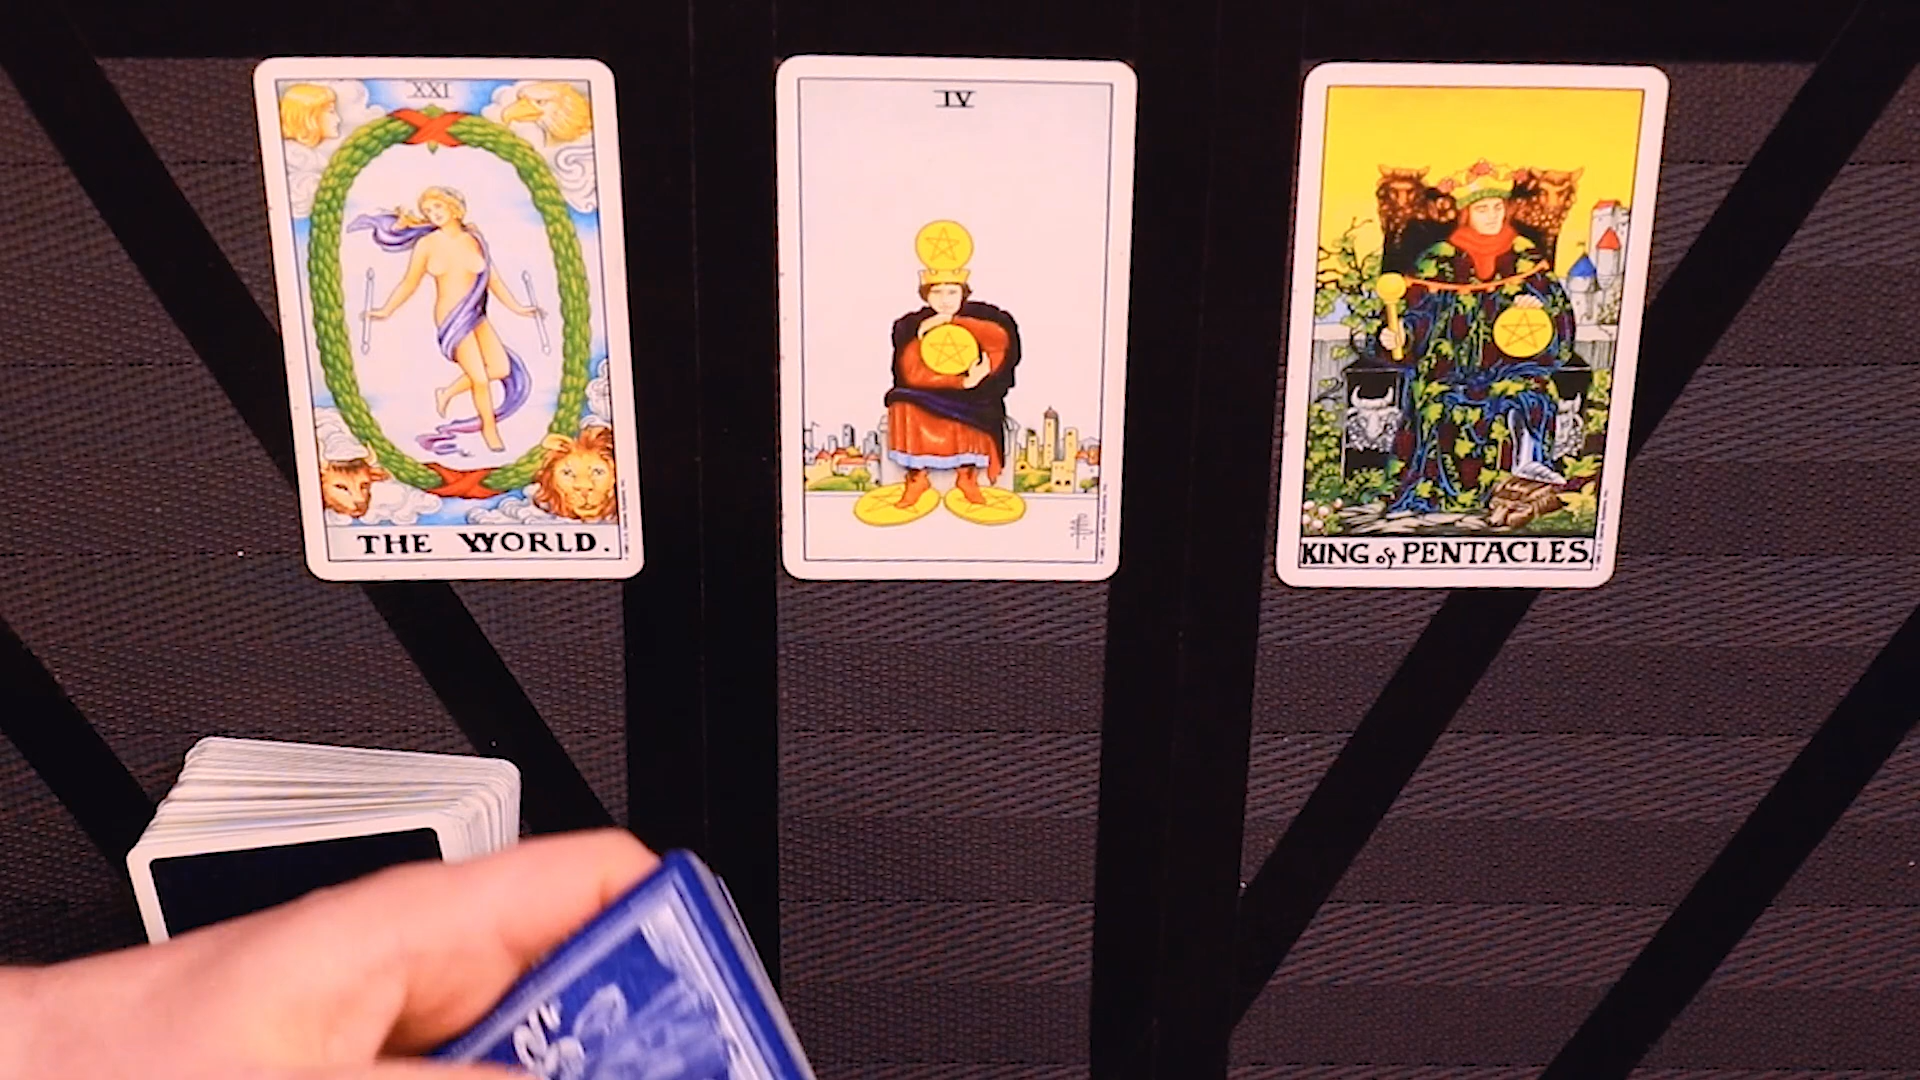 XXI
THE WORLD.
IV
KING of PENTACLES.